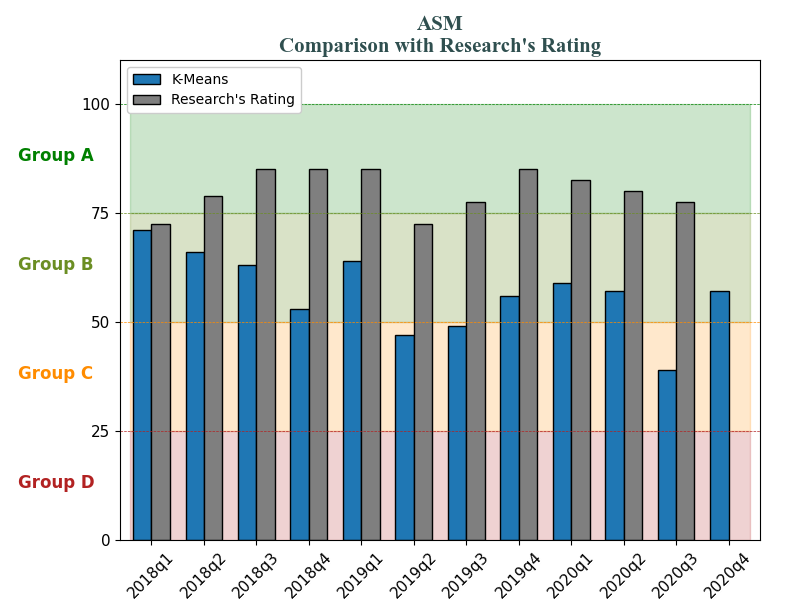 ASM
Comparison with Research's Rating
K-Means
Research's Rating
100
Group A
75
Group B
50
Group C
25
Group D
0
2018q1
2018q2
2018q3
2018q4
2019q1
2019q2
2019q3
2019q4
2020q1
2020q2
2020q3
2020q4